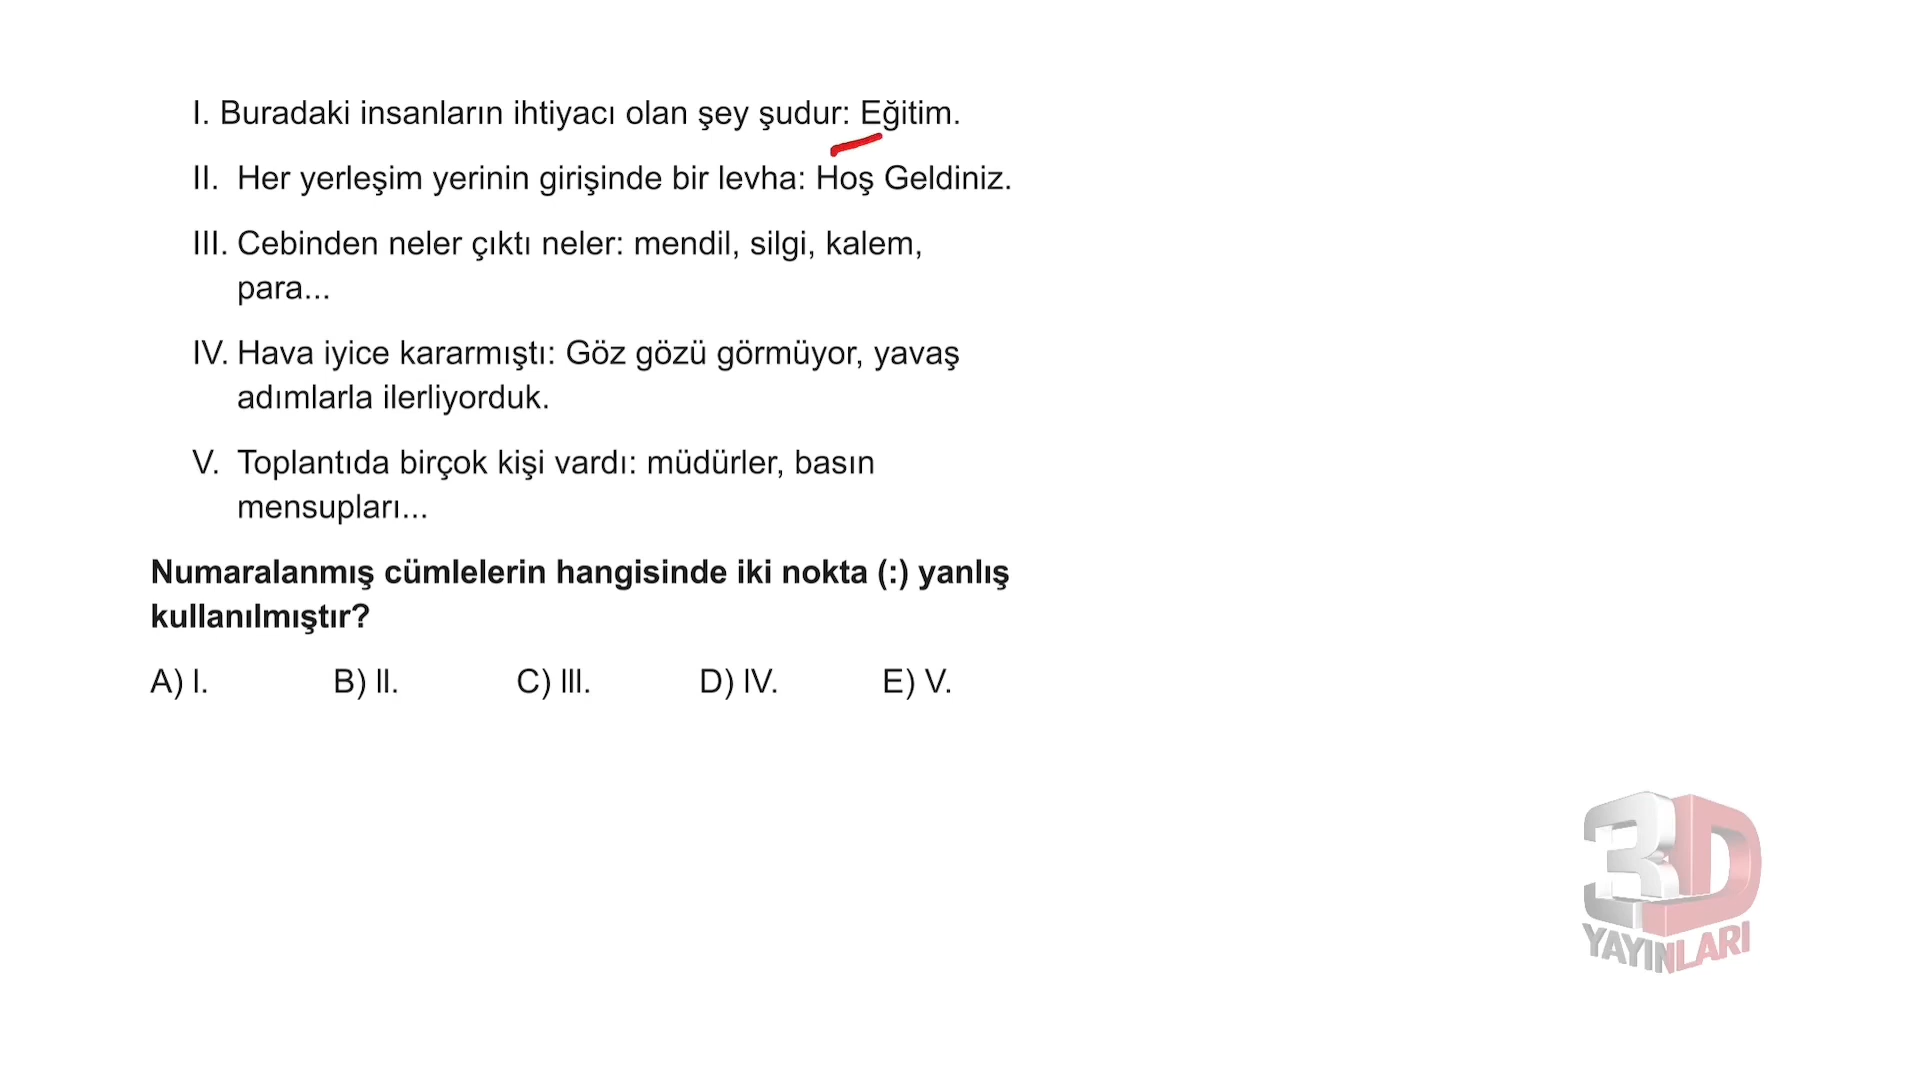 I. Buradaki insanların ihtiyacı olan şey şudur: Eğitim.
II. Her yerleşim yerinin girişinde bir levha: Hoş Geldiniz.
III. Cebinden neler çıktı neler: mendil, silgi, kalem,
para...
IV. Hava iyice kararmıştı: Göz gözü görmüyor, yavaş
adımlarla ilerliyorduk.
V. Toplantıda birçok kişi vardı: müdürler, basın
mensupları...
Numaralanmış cümlelerin hangisinde iki nokta (:) yanlış
kullanılmıştır?
A) I. B) II. C) III. D) IV. E) V.
3D
YAYINLARI